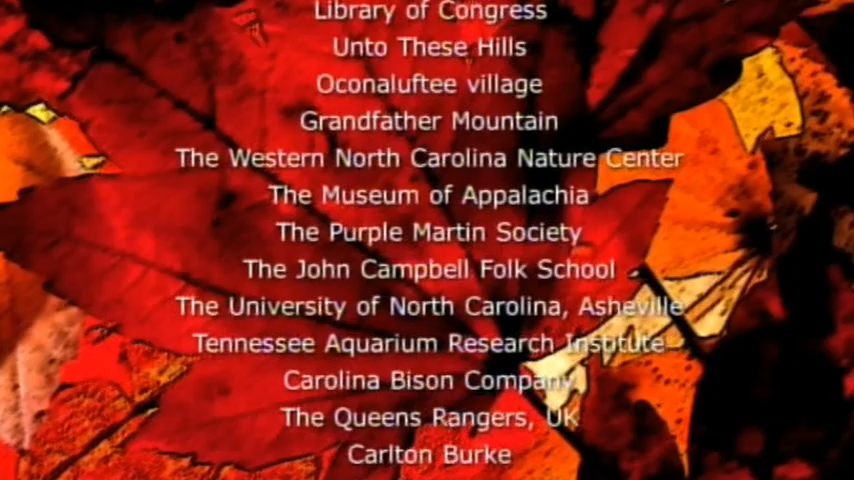 Library of Congress
Unto These Hills
Oconaluftee village
Grandfather Mountain
The Western North Carolina Nature Center
The Museum of Appalachia
The Purple Martin Society
The John Campbell Folk School
The University of North Carolina, Asheville
Tennessee Aquarium Research Institute
Carolina Bison Company
The Queens Rangers, UK
Carlton Burke